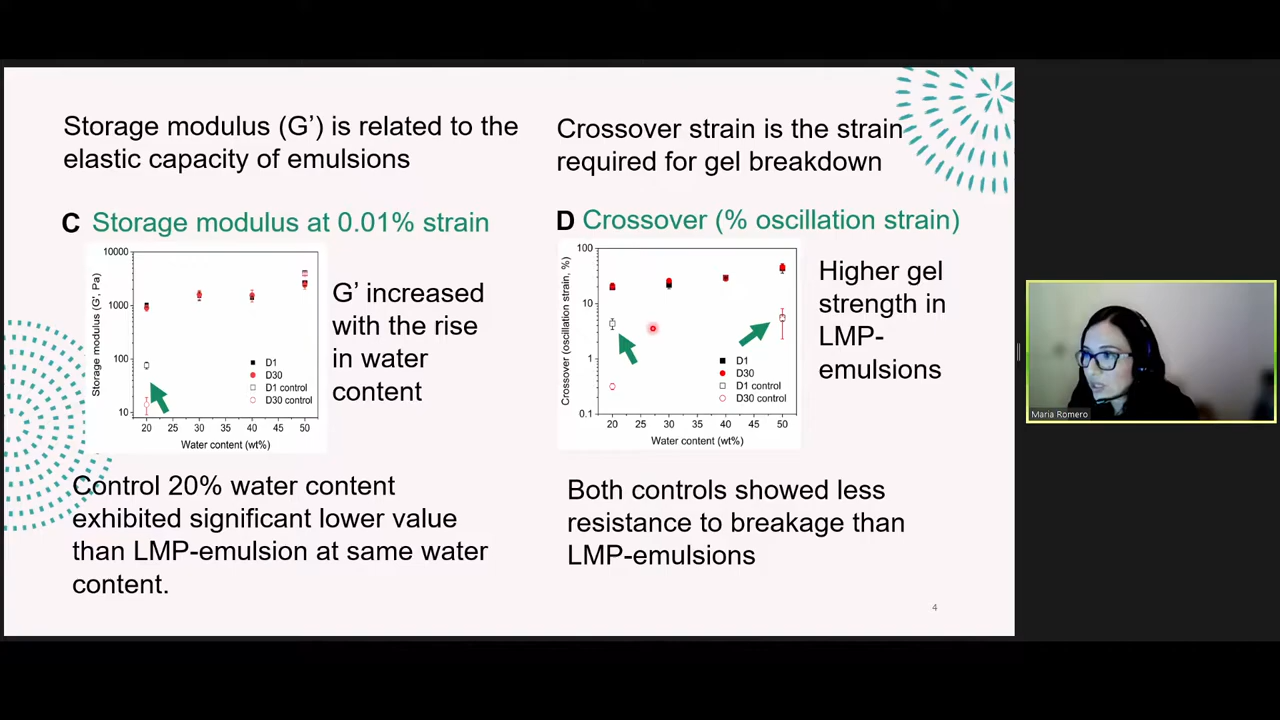 Storage modulus (G’) is related to the
elastic capacity of emulsions
C Storage modulus at 0.01% strain
10000
1000
100
10
Storage modulus (G', Pa)
20 25 30 35 40 45 50
Water content (wt%)
D1
D30
D1 control
D30 control
G’ increased
with the rise
in water
content
Control 20% water content
exhibited significant lower value
than LMP-emulsion at same water
content.
Crossover strain is the strain
required for gel breakdown
D Crossover (% oscillation strain)
100
10
1
0.1
Crossover (oscillation strain, %)
20 25 30 35 40 45 50
Water content (wt%)
D1
D30
D1 control
D30 control
Higher gel
strength in
LMP-
emulsions
Both controls showed less
resistance to breakage than
LMP-emulsions
4
Maria Romero